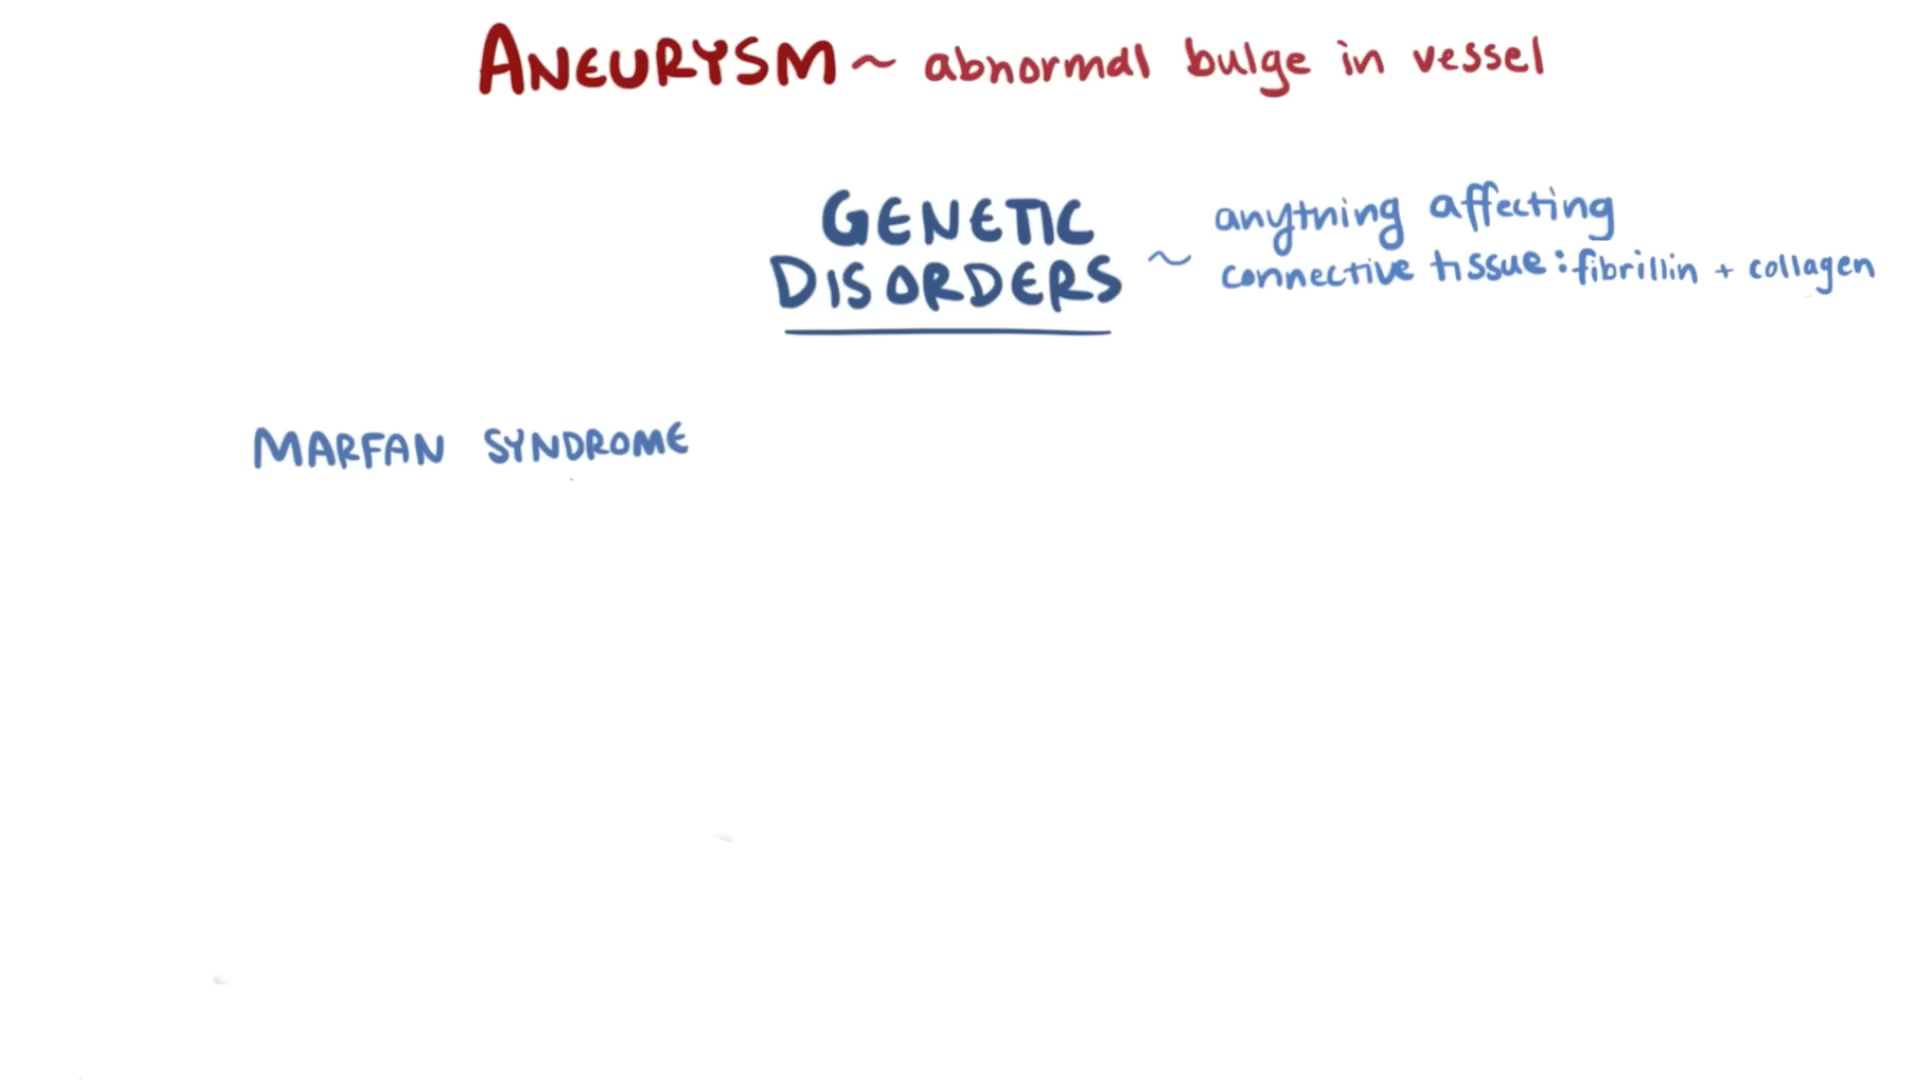 ANEURYSM ~ abnormal bulge in vessel
GENETIC
DISORDERS ~ anything affecting
connective tissue: fibrillin + collagen
MARFAN SYNDROME